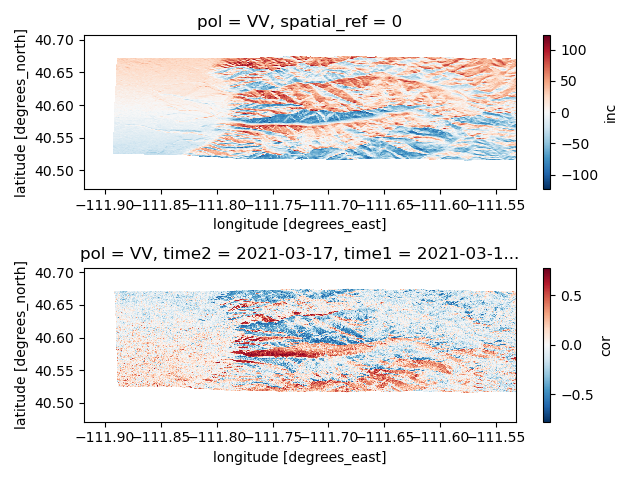 pol = VV, spatial_ref = 0
latitude [degrees_north]
40.70
40.65
40.60
40.55
40.50
−111.90−111.85−111.80−111.75−111.70−111.65−111.60−111.55
longitude [degrees_east]
100
50
0
−50
−100
inc
pol = VV, time2 = 2021-03-17, time1 = 2021-03-1...
latitude [degrees_north]
40.70
40.65
40.60
40.55
40.50
−111.90−111.85−111.80−111.75−111.70−111.65−111.60−111.55
longitude [degrees_east]
0.5
0.0
−0.5
cor